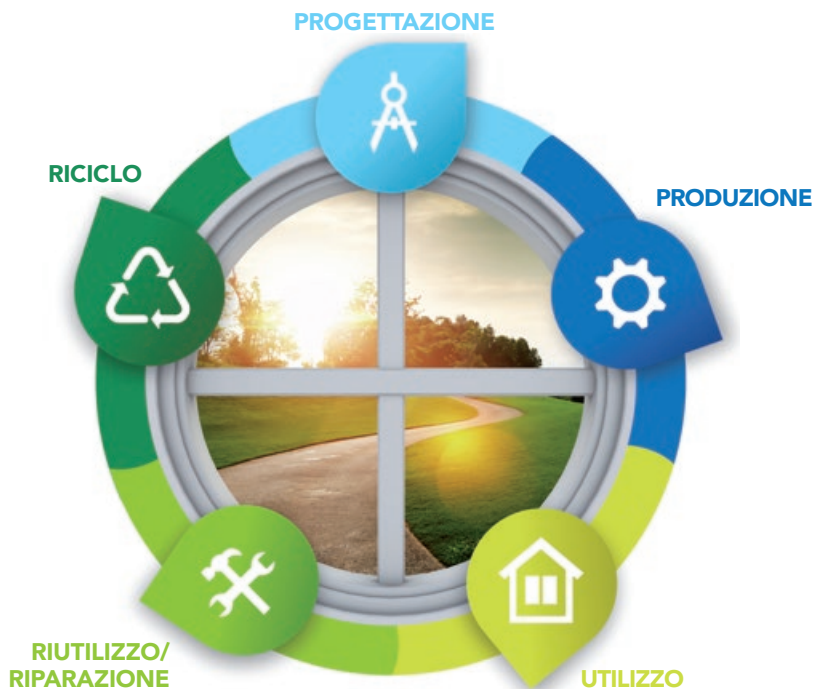 PROGETTAZIONE
PRODUZIONE
UTILIZZO
RIUTILIZZO/
RIPARAZIONE
RICICLO